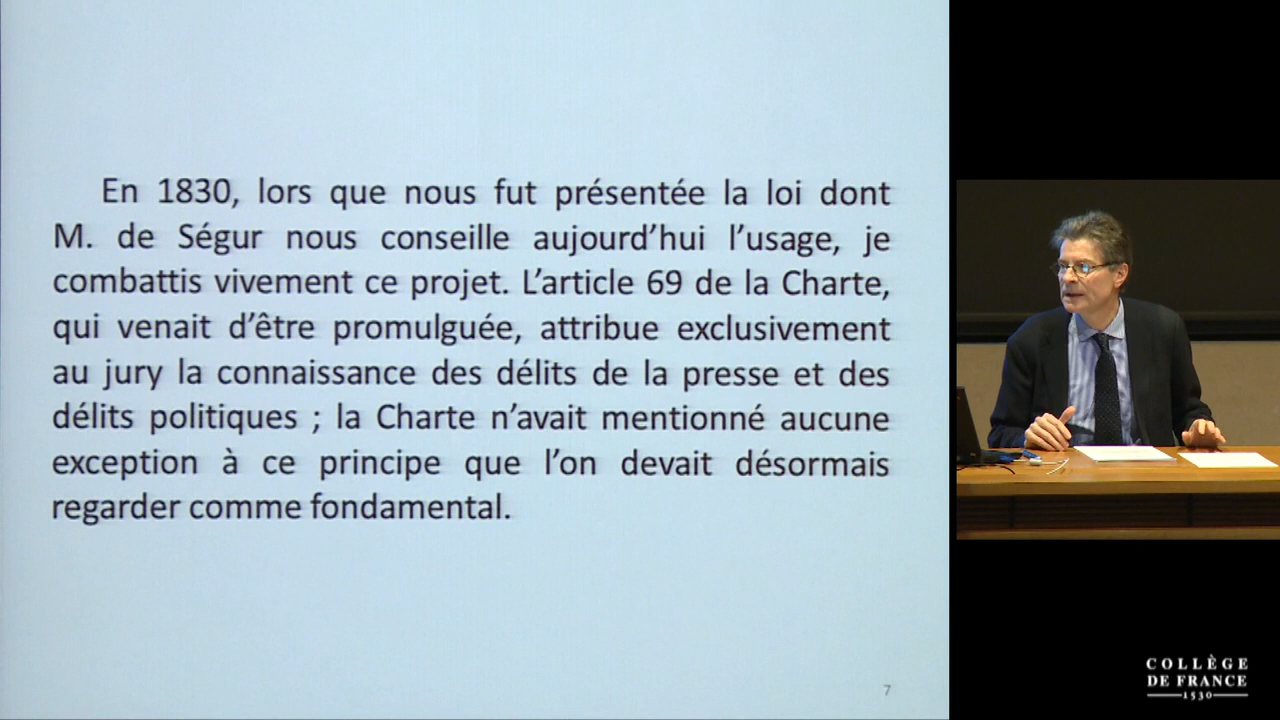 En 1830, lors que nous fut présentée la loi dont
M. de Ségur nous conseille aujourd’hui l’usage, je
combattis vivement ce projet. L’article 69 de la Charte,
qui venait d’être promulguée, attribue exclusivement
au jury la connaissance des délits de la presse et des
délits politiques ; la Charte n’avait mentionné aucune
exception à ce principe que l’on devait désormais
regarder comme fondamental.
7
COLLÈGE
DE FRANCE
1530